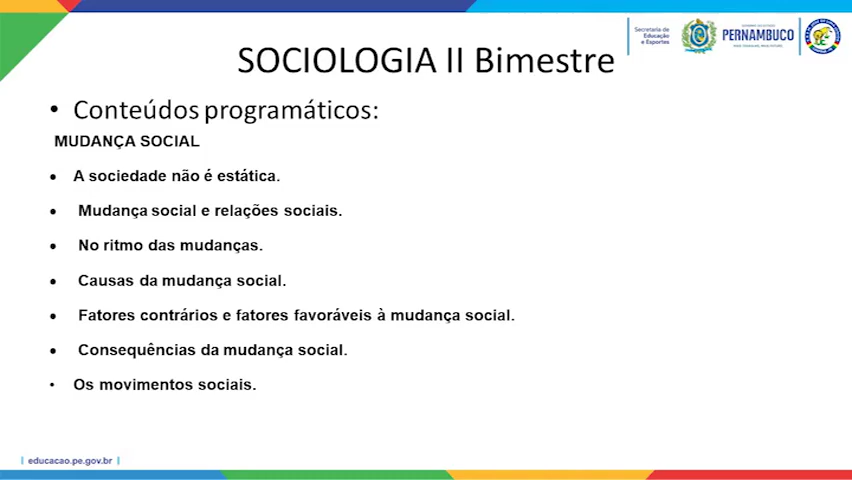 Secretaria de
Educação
e Esportes
PERNAMBUCO
SOCIOLOGIA II Bimestre
• Conteúdos programáticos:
MUDANÇA SOCIAL
• A sociedade não é estática.
• Mudança social e relações sociais.
• No ritmo das mudanças.
• Causas da mudança social.
• Fatores contrários e fatores favoráveis à mudança social.
• Consequências da mudança social.
• Os movimentos sociais.
educacao.pe.gov.br